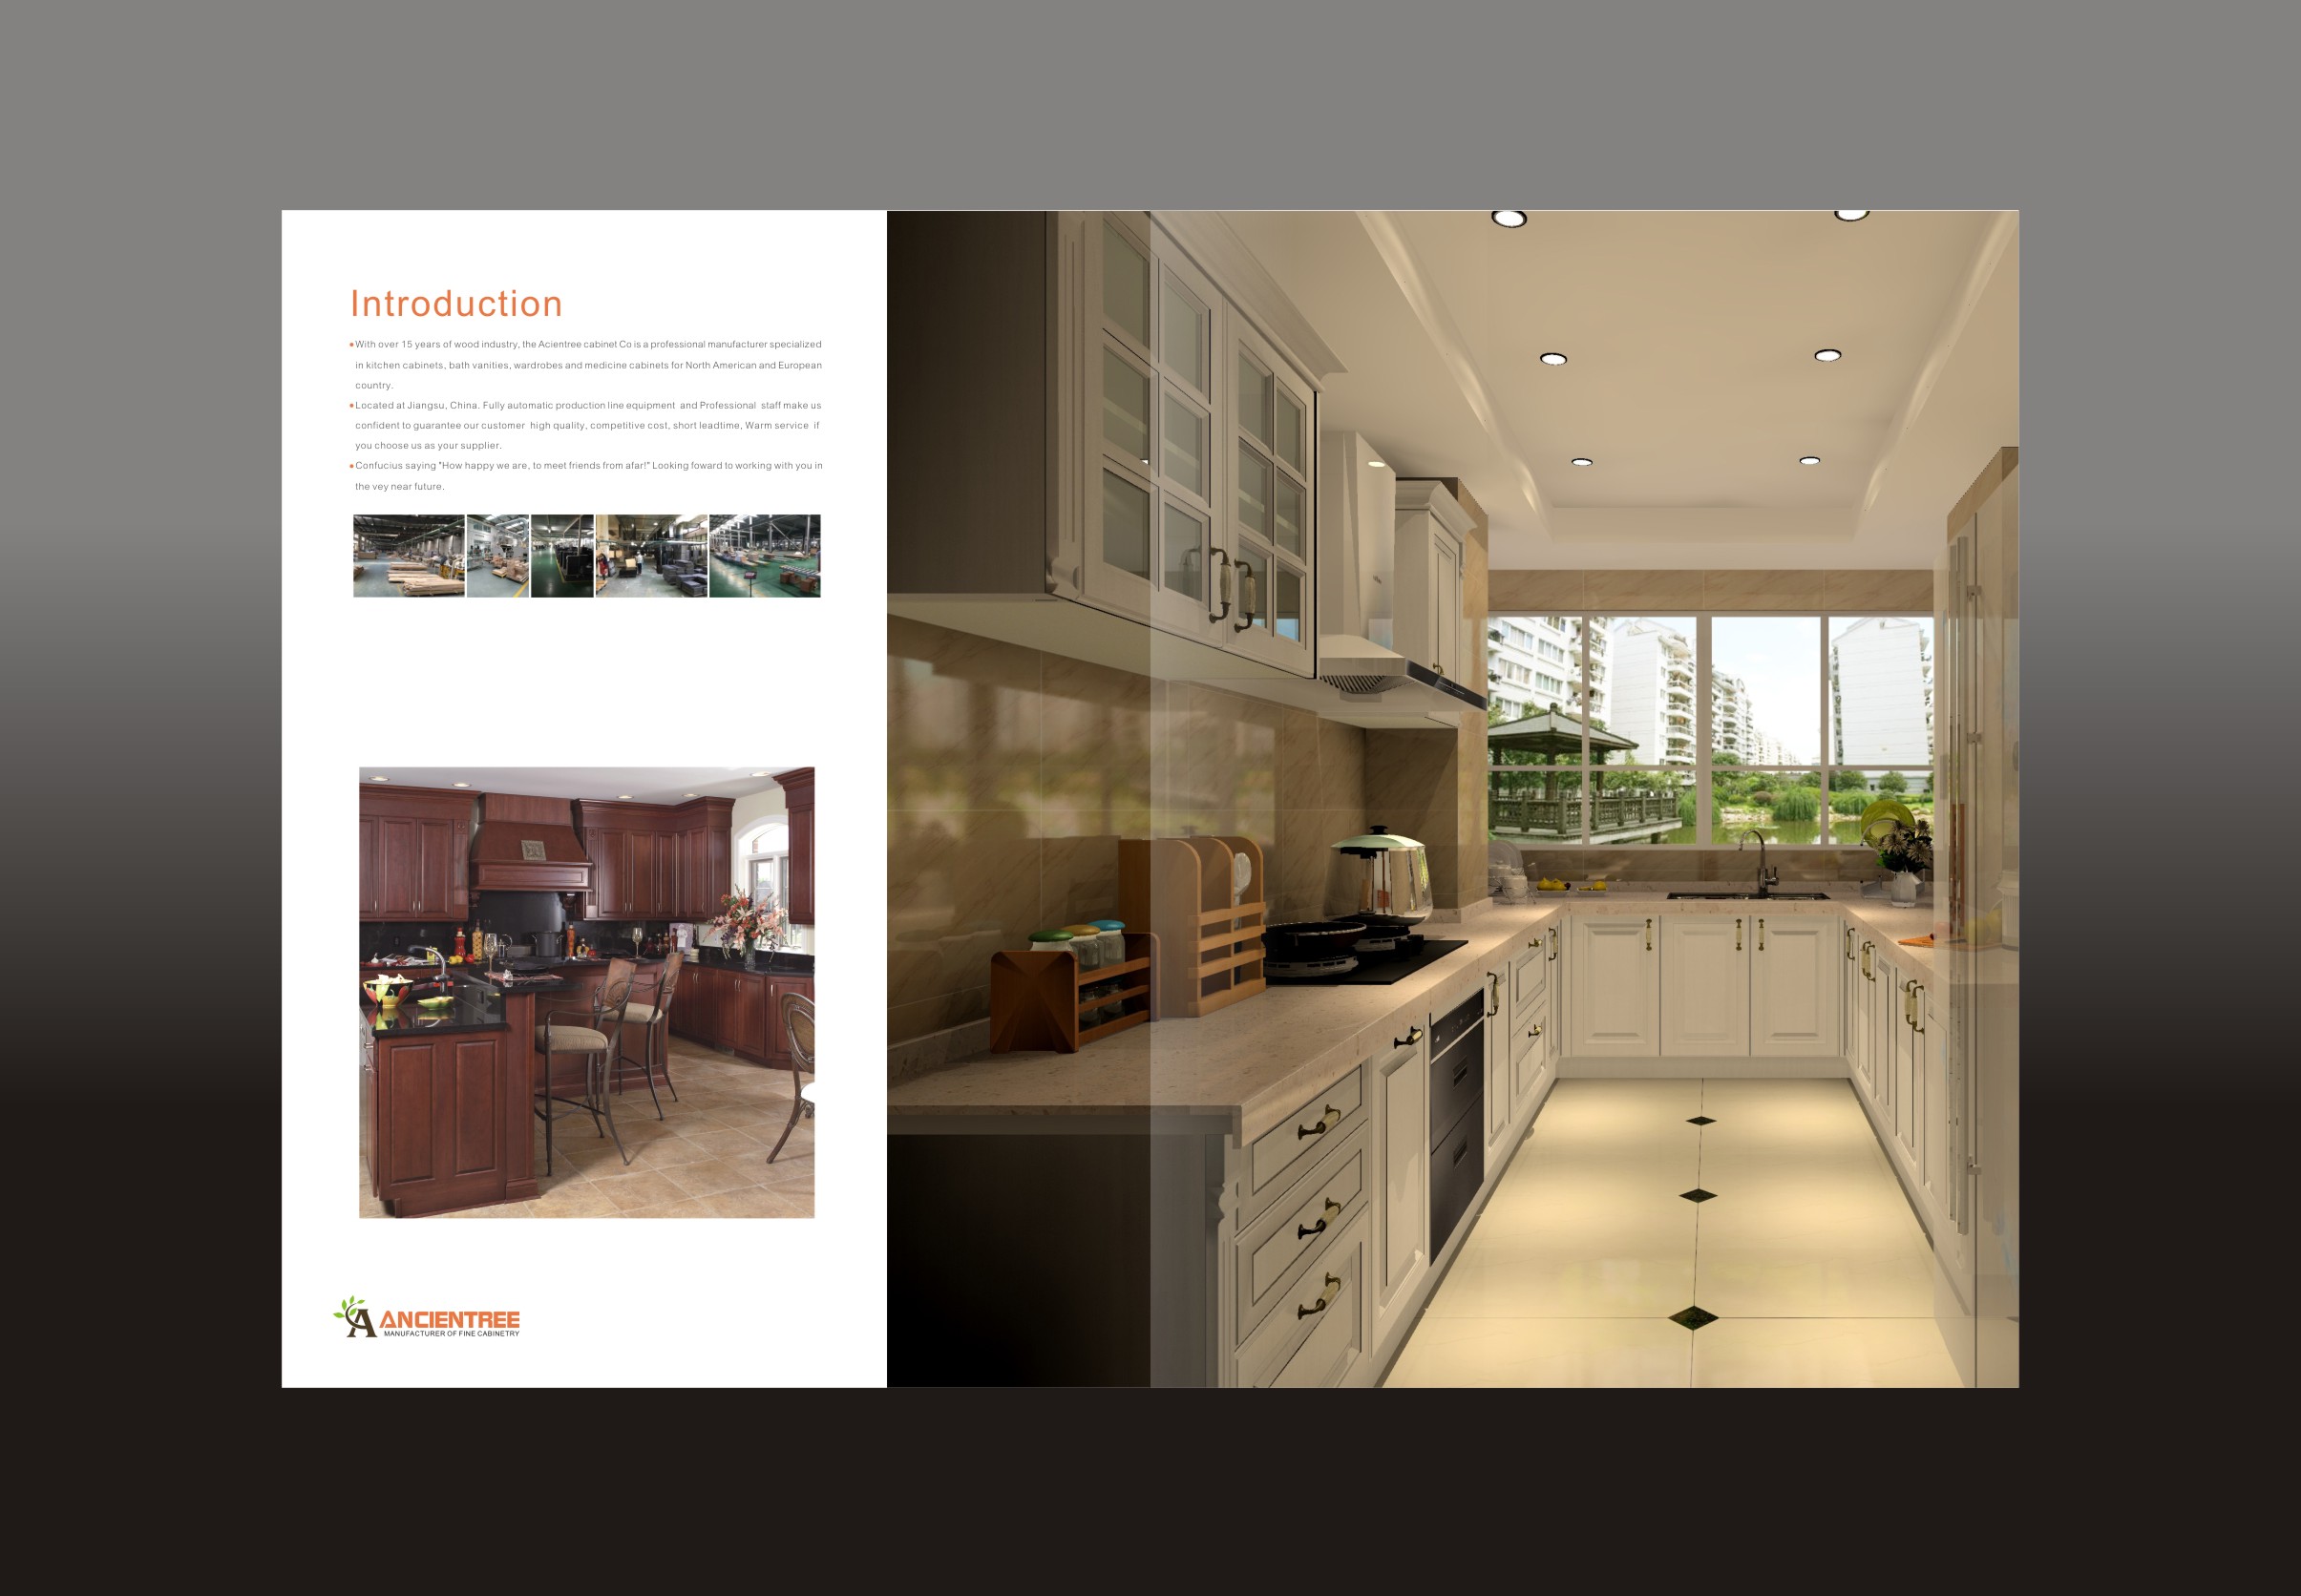 Introduction
With over 15 years of wood industry, the Acientree cabinet Co is a professional manufacturer specialized
in kitchen cabinets, bath vanities, wardrobes and medicine cabinets for North American and European
country.
Located at Jiangsu, China. Fully automatic production line equipment and Professional staff make us
confident to guarantee our customer high quality, competitive cost, short leadtime, Warm service if
you choose us as your supplier.
Confucius saying "How happy we are, to meet friends from afar!" Looking foward to working with you in
the vey near future.
ANCIENTREE
MANUFACTURER OF FINE CABINETRY